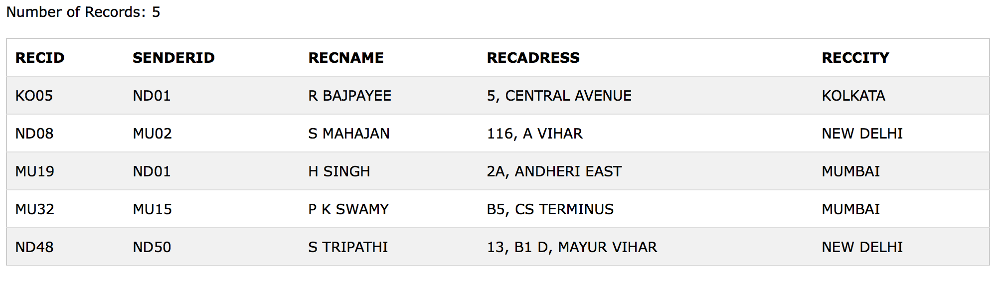 Number of Records: 5
RECID SENDERID RECNAME RECADRESS RECCITY
KO05 ND01 R BAJPAYEE 5, CENTRAL AVENUE KOLKATA
ND08 MU02 S MAHAJAN 116, A VIHAR NEW DELHI
MU19 ND01 H SINGH 2A, ANDHERI EAST MUMBAI
MU32 MU15 P K SWAMY B5, CS TERMINUS MUMBAI
ND48 ND50 S TRIPATHI 13, B1 D, MAYUR VIHAR NEW DELHI